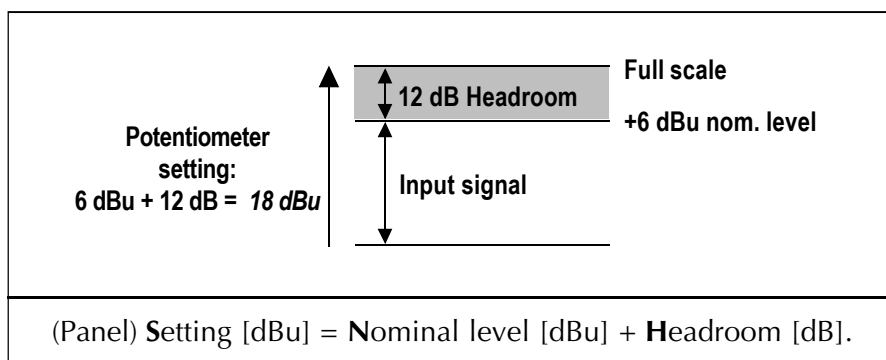 Full scale
12 dB Headroom
+6 dBu nom. level
Potentiometer
setting:
6 dBu + 12 dB = 18 dBu
Input signal
(Panel) Setting [dBu] = Nominal level [dBu] + Headroom [dB].